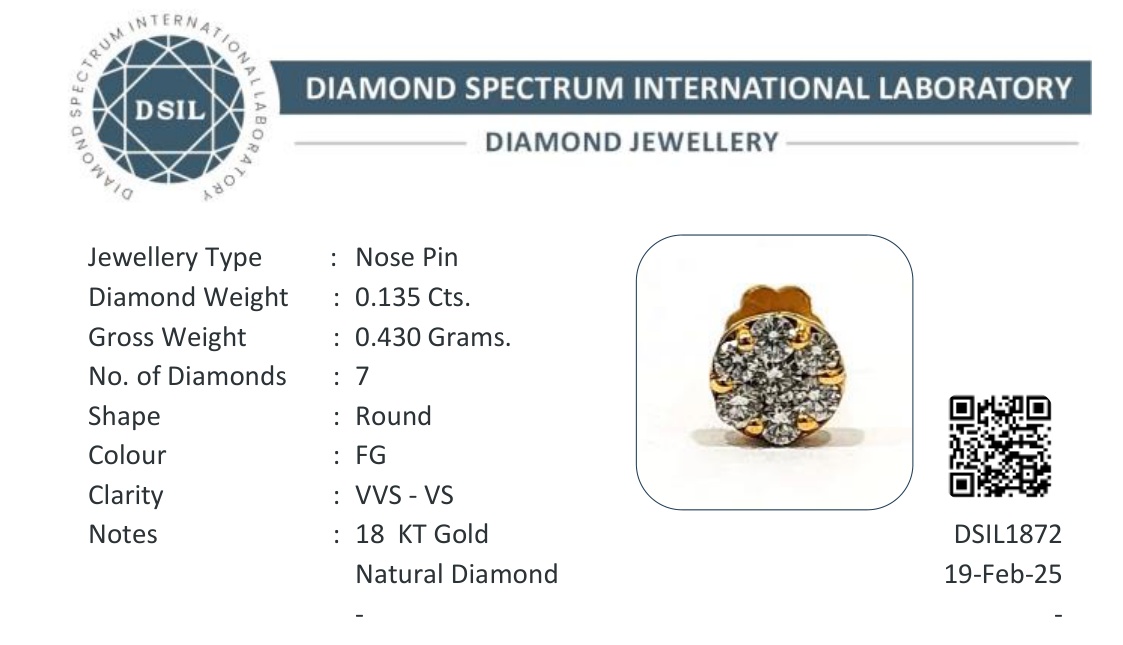 DIAMOND SPECTRUM INTERNATIONAL LABORATORY
DSIL
DIAMOND SPECTRUM INTERNATIONAL LABORATORY
DIAMOND JEWELLERY
Jewellery Type : Nose Pin
Diamond Weight : 0.135 Cts.
Gross Weight : 0.430 Grams.
No. of Diamonds : 7
Shape : Round
Colour : FG
Clarity : VVS - VS
Notes : 18 KT Gold DSIL1872
Natural Diamond 19-Feb-25
- -